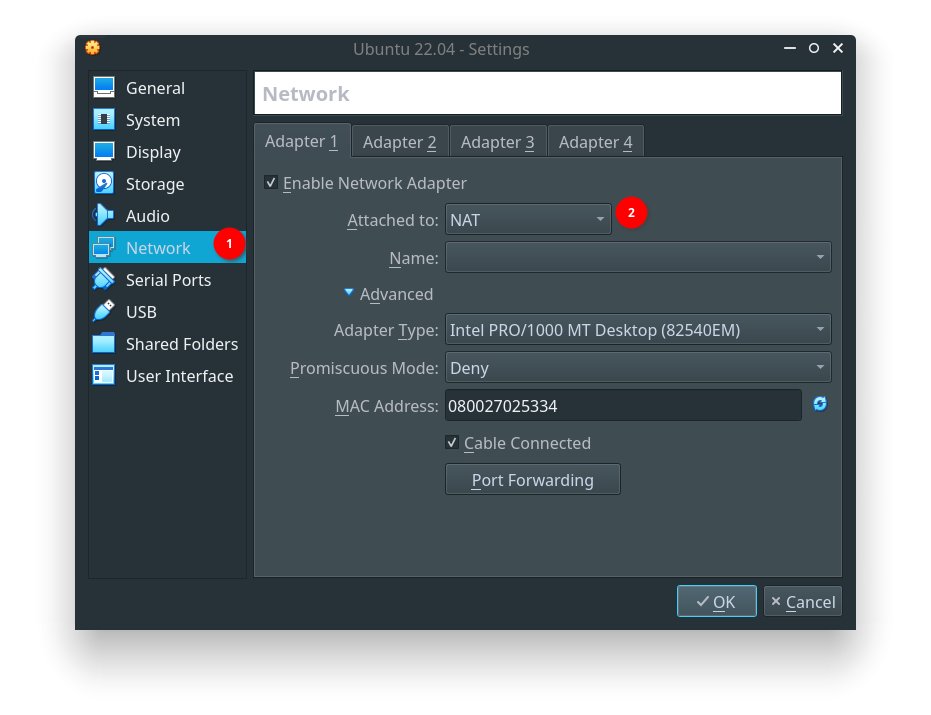 Ubuntu 22.04 - Settings
General
System
Display
Storage
Audio
Network
1
Serial Ports
USB
Shared Folders
User Interface
Network
Adapter 1 Adapter 2 Adapter 3 Adapter 4
Enable Network Adapter
Attached to: NAT 2
Name:
Advanced
Adapter Type: Intel PRO/1000 MT Desktop (82540EM)
Promiscuous Mode: Deny
MAC Address: 080027025334
Cable Connected
Port Forwarding
OK Cancel